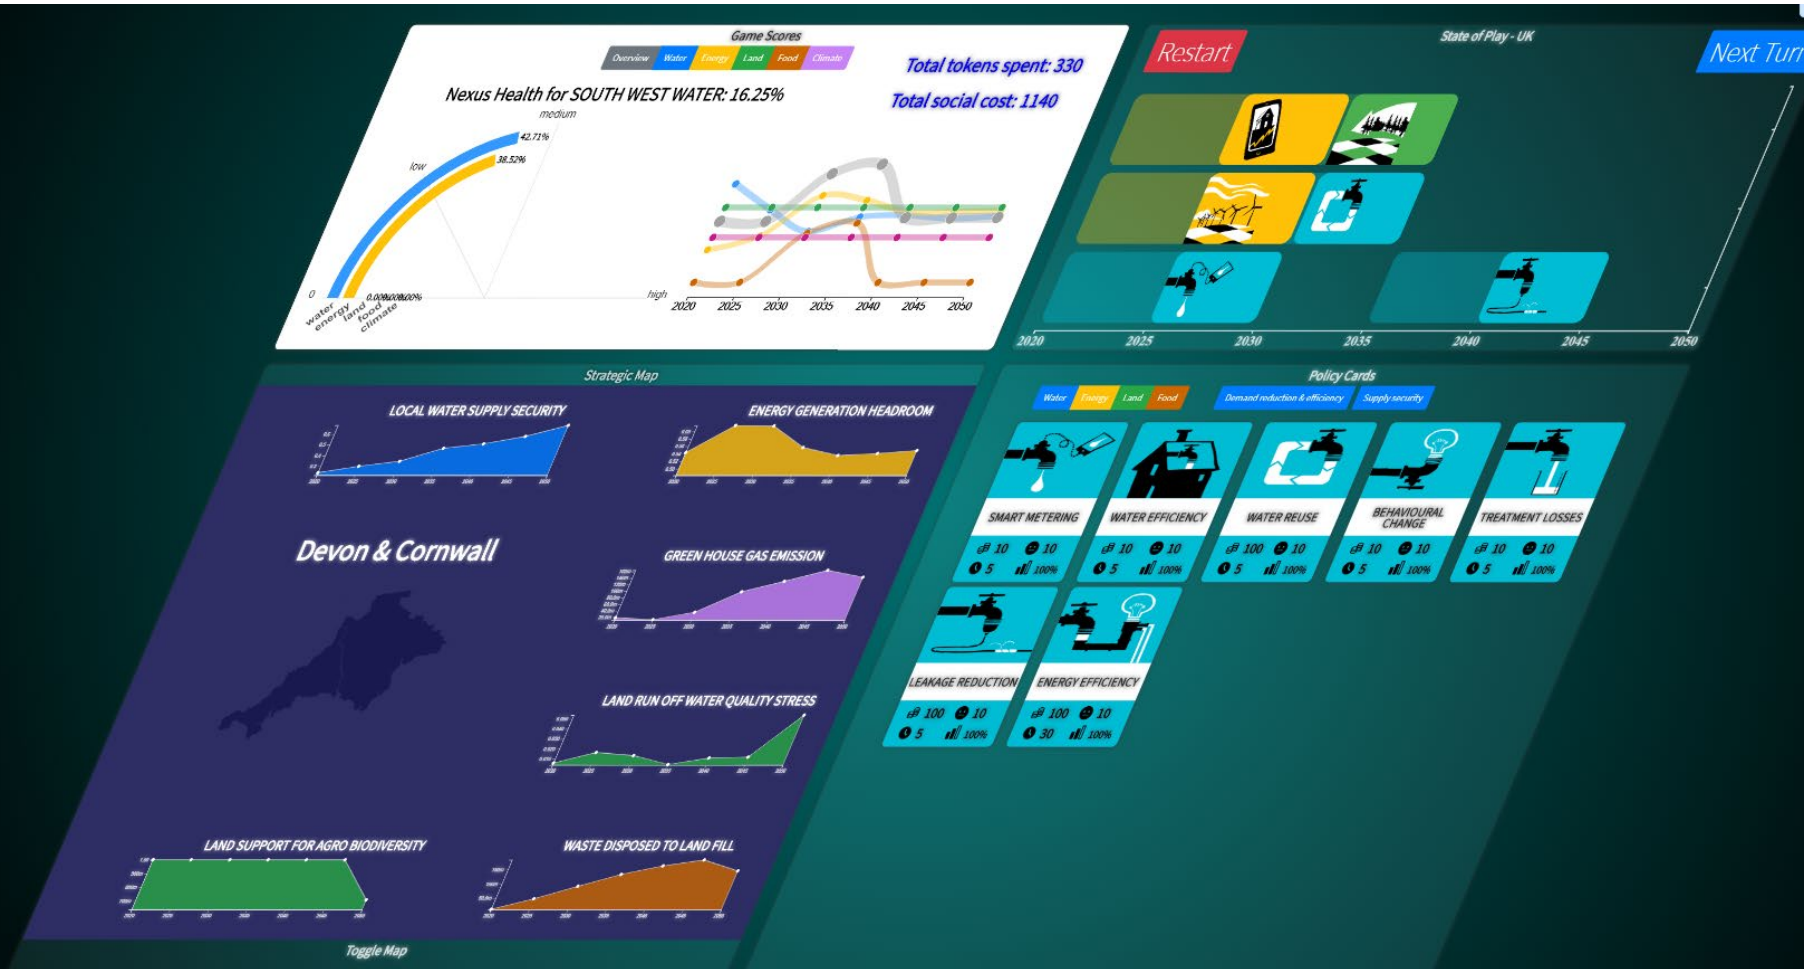 Game Scores
Overview Water Energy Land Food Climate
Total tokens spent: 330
Nexus Health for SOUTH WEST WATER: 16.25%
Total social cost: 1140
medium
42.71%
38.52%
low
0
high
water
energy
land
food
climate
2020 2025 2030 2035 2040 2045 2050
State of Play - UK
Restart
Next Turn
2020 2025 2030 2035 2040 2045 2050
Strategic Map
LOCAL WATER SUPPLY SECURITY
ENERGY GENERATION HEADROOM
Devon & Cornwall
GREEN HOUSE GAS EMISSION
LAND RUN OFF WATER QUALITY STRESS
LAND SUPPORT FOR AGRO BIODIVERSITY
WASTE DISPOSED TO LAND FILL
Toggle Map
Policy Cards
Water Energy Land Food
Demand reduction & efficiency Supply security
SMART METERING
10 10
5 100%
WATER EFFICIENCY
10 10
5 100%
WATER REUSE
100 10
5 100%
BEHAVIOURAL
CHANGE
10 10
5 100%
TREATMENT LOSSES
10 10
5 100%
LEAKAGE REDUCTION
100 10
5 100%
ENERGY EFFICIENCY
100 10
30 100%